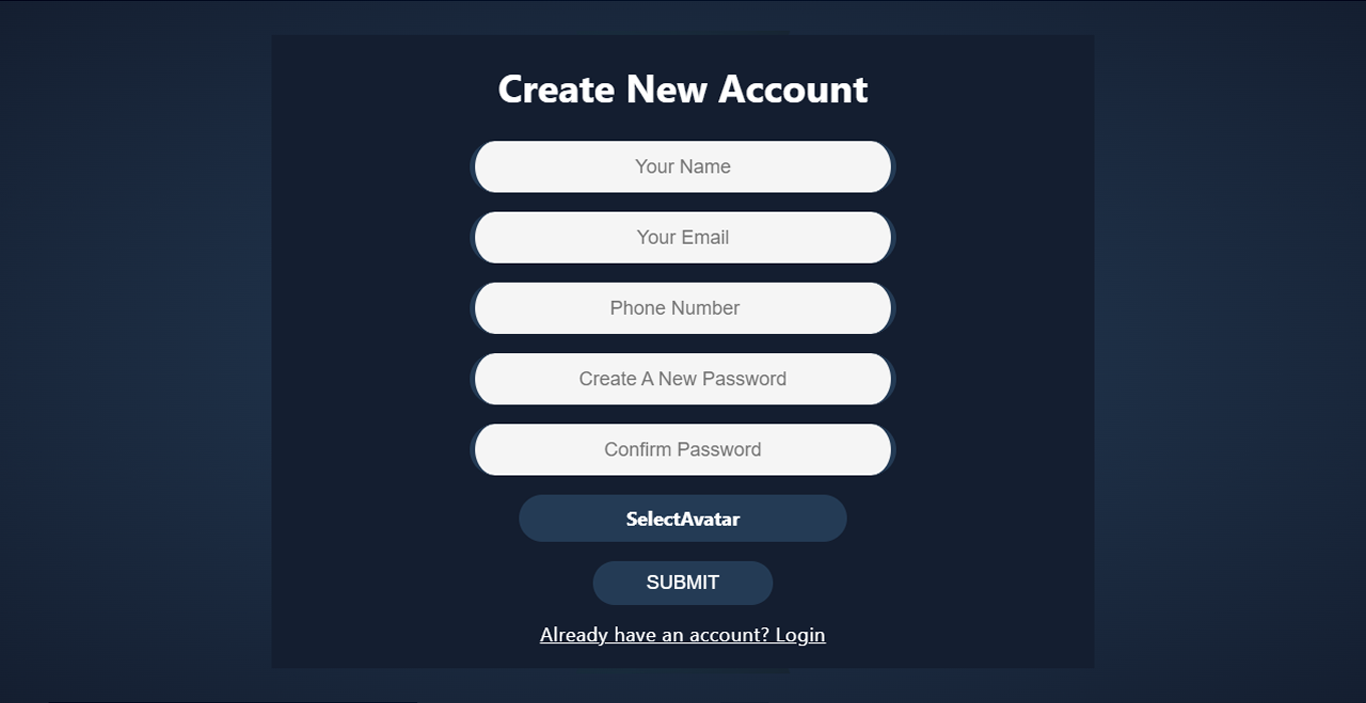 Create New Account
Your Name
Your Email
Phone Number
Create A New Password
Confirm Password
SelectAvatar
SUBMIT
Already have an account? Login